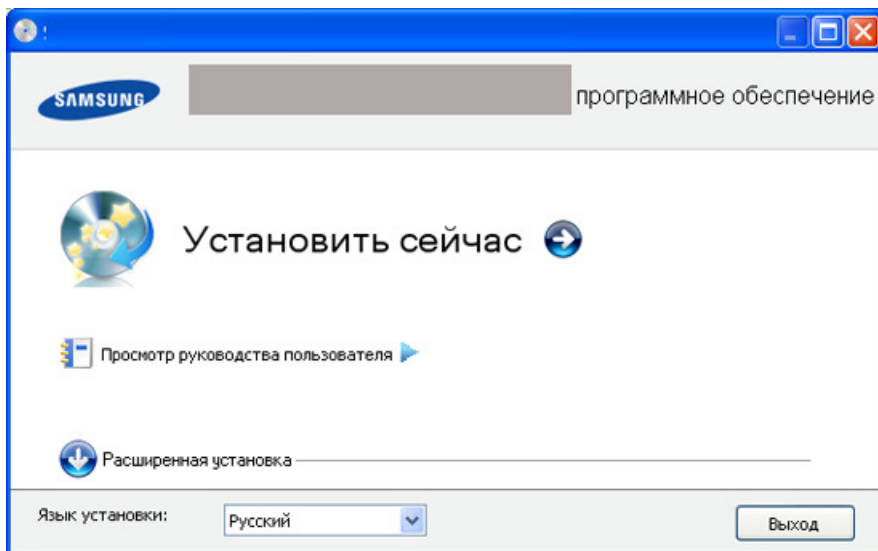 SAMSUNG
программное обеспечение
Установить сейчас
Просмотр руководства пользователя
Расширенная установка
Язык установки:
Русский
Выход